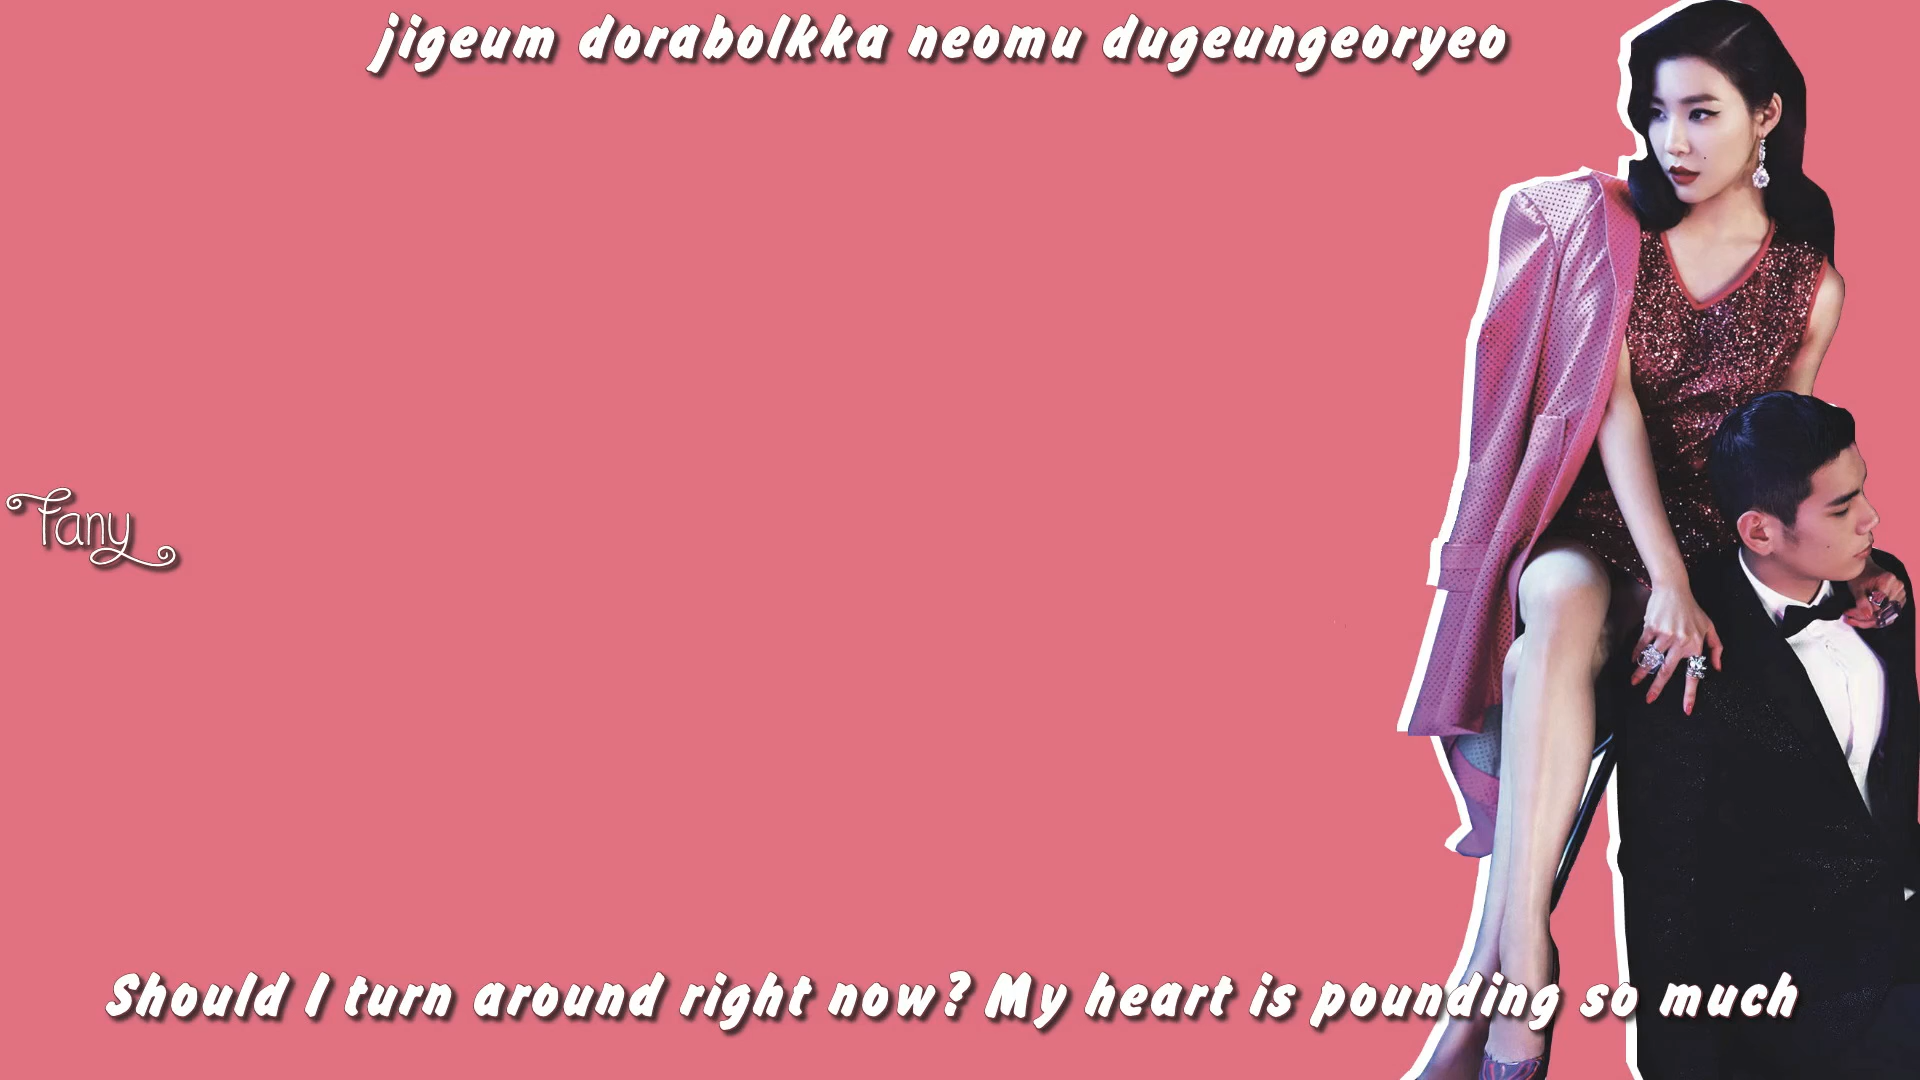 jigeum dorabolkka neomu dugeungeoryeo
Fany
Should I turn around right now? My heart is pounding so much